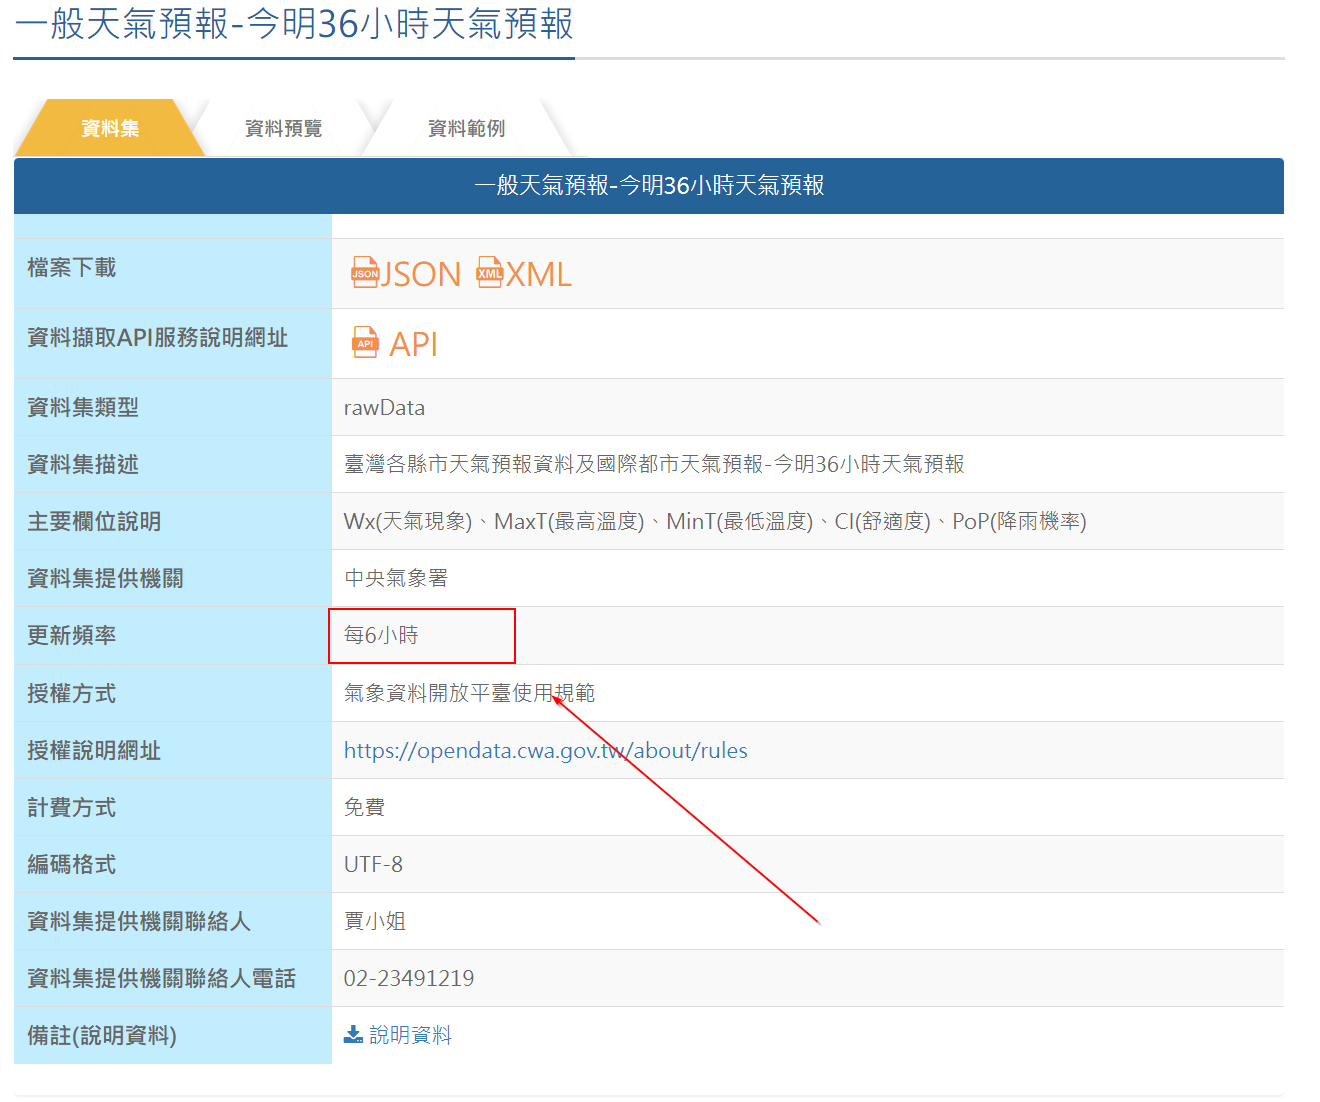 一般天氣預報-今明36小時天氣預報
資料集 資料預覽 資料範例
一般天氣預報-今明36小時天氣預報
檔案下載 JSON JSON XML XML
資料擷取API服務說明網址 API API
資料集類型 rawData
資料集描述 臺灣各縣市天氣預報資料及國際都市天氣預報-今明36小時天氣預報
主要欄位說明 Wx(天氣現象)、MaxT(最高溫度)、MinT(最低溫度)、CI(舒適度)、PoP(降雨機率)
資料集提供機關 中央氣象署
更新頻率 每6小時
授權方式 氣象資料開放平臺使用規範
授權說明網址 https://opendata.cwa.gov.tw/about/rules
計費方式 免費
編碼格式 UTF-8
資料集提供機關聯絡人 賈小姐
資料集提供機關聯絡人電話 02-23491219
備註(說明資料) 說明資料